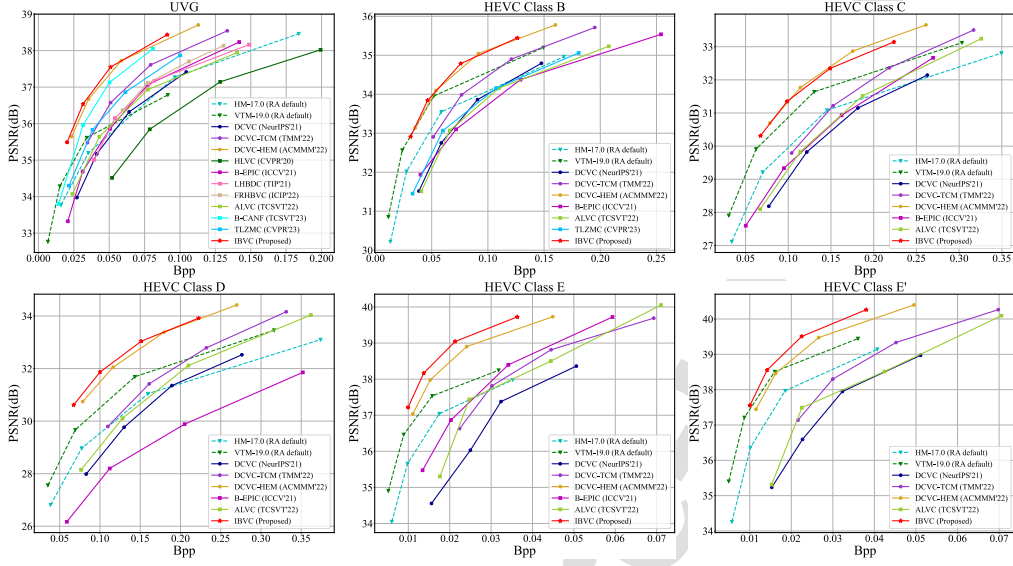 UVG
39
38
37
36
35
34
33
PSNR(dB)
0.000
0.025
0.050
0.075
0.100
0.125
0.150
0.175
0.200
Bpp
HM-17.0 (RA default)
VTM-19.0 (RA default)
DCVC (NeurIPS'21)
DCVC-TCM (TMM'22)
DCVC-HEM (ACMMM'22)
HLVC (CVPR'20)
B-EPIC (ICCV'21)
LHBDC (TIP'21)
FRHBVC (ICIP'22)
ALVC (TCSVT'22)
B-CANF (TCSVT'23)
TLZMC (CVPR'23)
IBVC (Proposed)
HEVC Class B
36
35
34
33
32
31
30
PSNR(dB)
0.00
0.05
0.10
0.15
0.20
0.25
Bpp
HM-17.0 (RA default)
VTM-19.0 (RA default)
DCVC (NeurIPS'21)
DCVC-TCM (TMM'22)
DCVC-HEM (ACMMM'22)
B-EPIC (ICCV'21)
ALVC (TCSVT'22)
TLZMC (CVPR'23)
IBVC (Proposed)
HEVC Class C
33
32
31
30
29
28
27
PSNR(dB)
0.05
0.10
0.15
0.20
0.25
0.30
0.35
Bpp
HM-17.0 (RA default)
VTM-19.0 (RA default)
DCVC (NeurIPS'21)
DCVC-TCM (TMM'22)
DCVC-HEM (ACMMM'22)
B-EPIC (ICCV'21)
ALVC (TCSVT'22)
IBVC (Proposed)
HEVC Class D
34
32
30
28
26
PSNR(dB)
0.05
0.10
0.15
0.20
0.25
0.30
0.35
Bpp
HM-17.0 (RA default)
VTM-19.0 (RA default)
DCVC (NeurIPS'21)
DCVC-TCM (TMM'22)
DCVC-HEM (ACMMM'22)
B-EPIC (ICCV'21)
ALVC (TCSVT'22)
IBVC (Proposed)
HEVC Class E
40
39
38
37
36
35
34
PSNR(dB)
0.01
0.02
0.03
0.04
0.05
0.06
0.07
Bpp
HM-17.0 (RA default)
VTM-19.0 (RA default)
DCVC (NeurIPS'21)
DCVC-TCM (TMM'22)
DCVC-HEM (ACMMM'22)
B-EPIC (ICCV'21)
ALVC (TCSVT'22)
IBVC (Proposed)
HEVC Class E'
41
40
39
38
37
36
35
34
PSNR(dB)
0.00
0.01
0.02
0.03
0.04
0.05
0.06
0.07
Bpp
HM-17.0 (RA default)
VTM-19.0 (RA default)
DCVC (NeurIPS'21)
DCVC-TCM (TMM'22)
DCVC-HEM (ACMMM'22)
ALVC (TCSVT'22)
IBVC (Proposed)